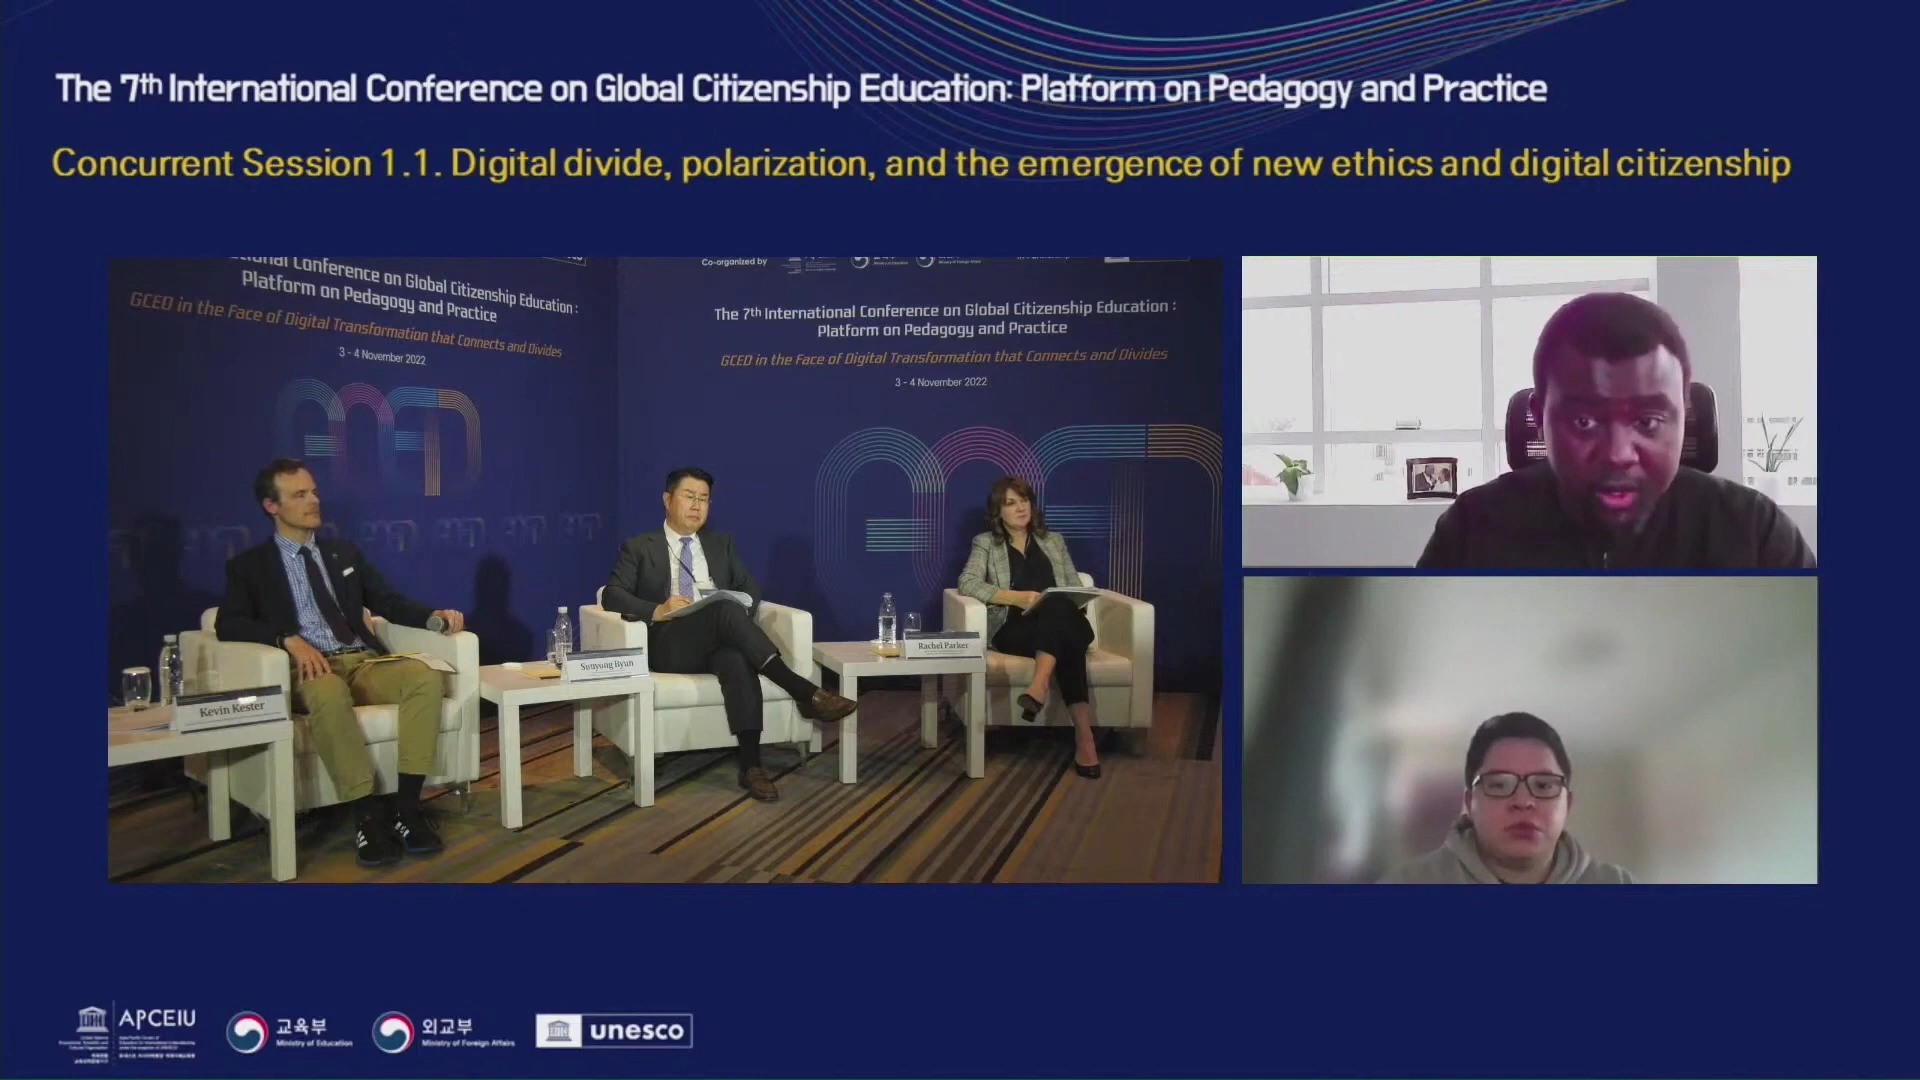 The 7th International Conference on Global Citizenship Education: Platform on Pedagogy and Practice
Concurrent Session 1.1. Digital divide, polarization, and the emergence of new ethics and digital citizenship
Conference on Global Citizenship Education :
Platform on Pedagogy and Practice
GCED in the Face of Digital Transformation that Connects and Divides
3 - 4 November 2022
Co-organized by
The 7th International Conference on Global Citizenship Education :
Platform on Pedagogy and Practice
GCED in the Face of Digital Transformation that Connects and Divides
3 - 4 November 2022
Kevin Kester
Sunyong Byun
Rachel Parker
APCEIU
교육부
Ministry of Education
외교부
Ministry of Foreign Affairs
unesco